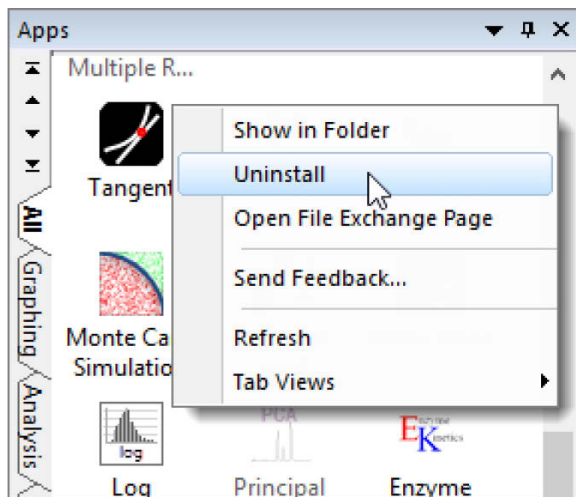 Apps
Multiple R...
All
Graphing
Analysis
Tangent
Show in Folder
Uninstall
Open File Exchange Page
Send Feedback...
Refresh
Tab Views
Monte Ca
Simulatio
log
Log
PCA
Principal
Enzyme
Kinetics
Enzyme